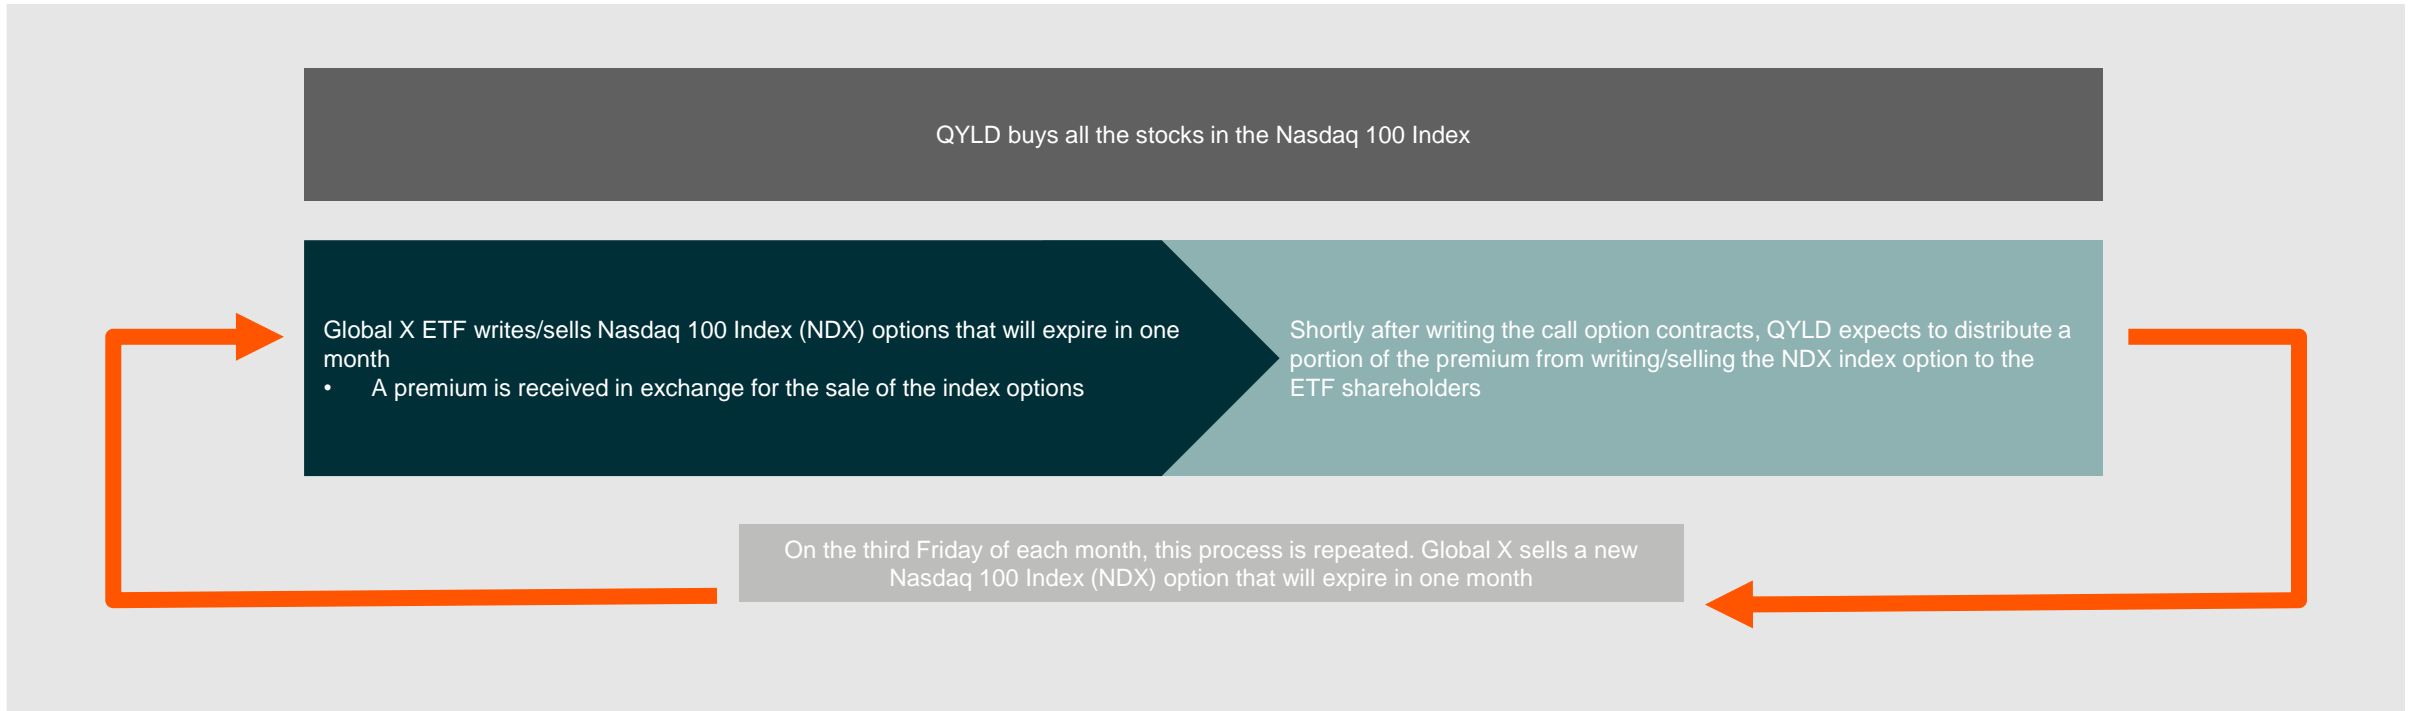 QYLD buys all the stocks in the Nasdaq 100 Index
Global X ETF writes/sells Nasdaq 100 Index (NDX) options that will expire in one
month
• A premium is received in exchange for the sale of the index options
Shortly after writing the call option contracts, QYLD expects to distribute a
portion of the premium from writing/selling the NDX index option to the
ETF shareholders
On the third Friday of each month, this process is repeated. Global X sells a new
Nasdaq 100 Index (NDX) option that will expire in one month